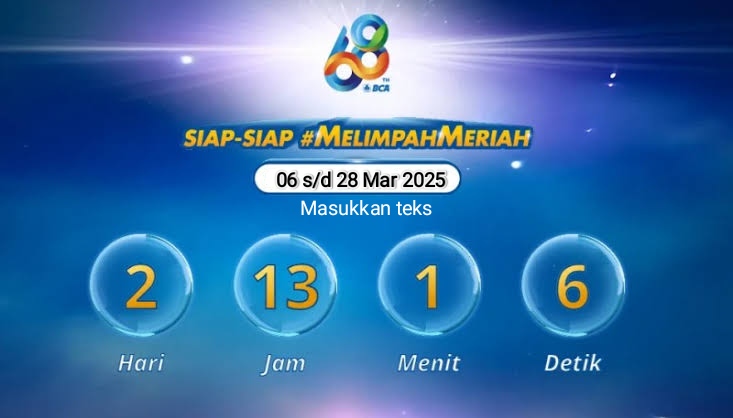 68
TH
BCA
SIAP-SIAP #MELIMPAHMERIAH
06 s/d 28 Mar 2025
Masukkan teks
2 13 1 6
Hari Jam Menit Detik